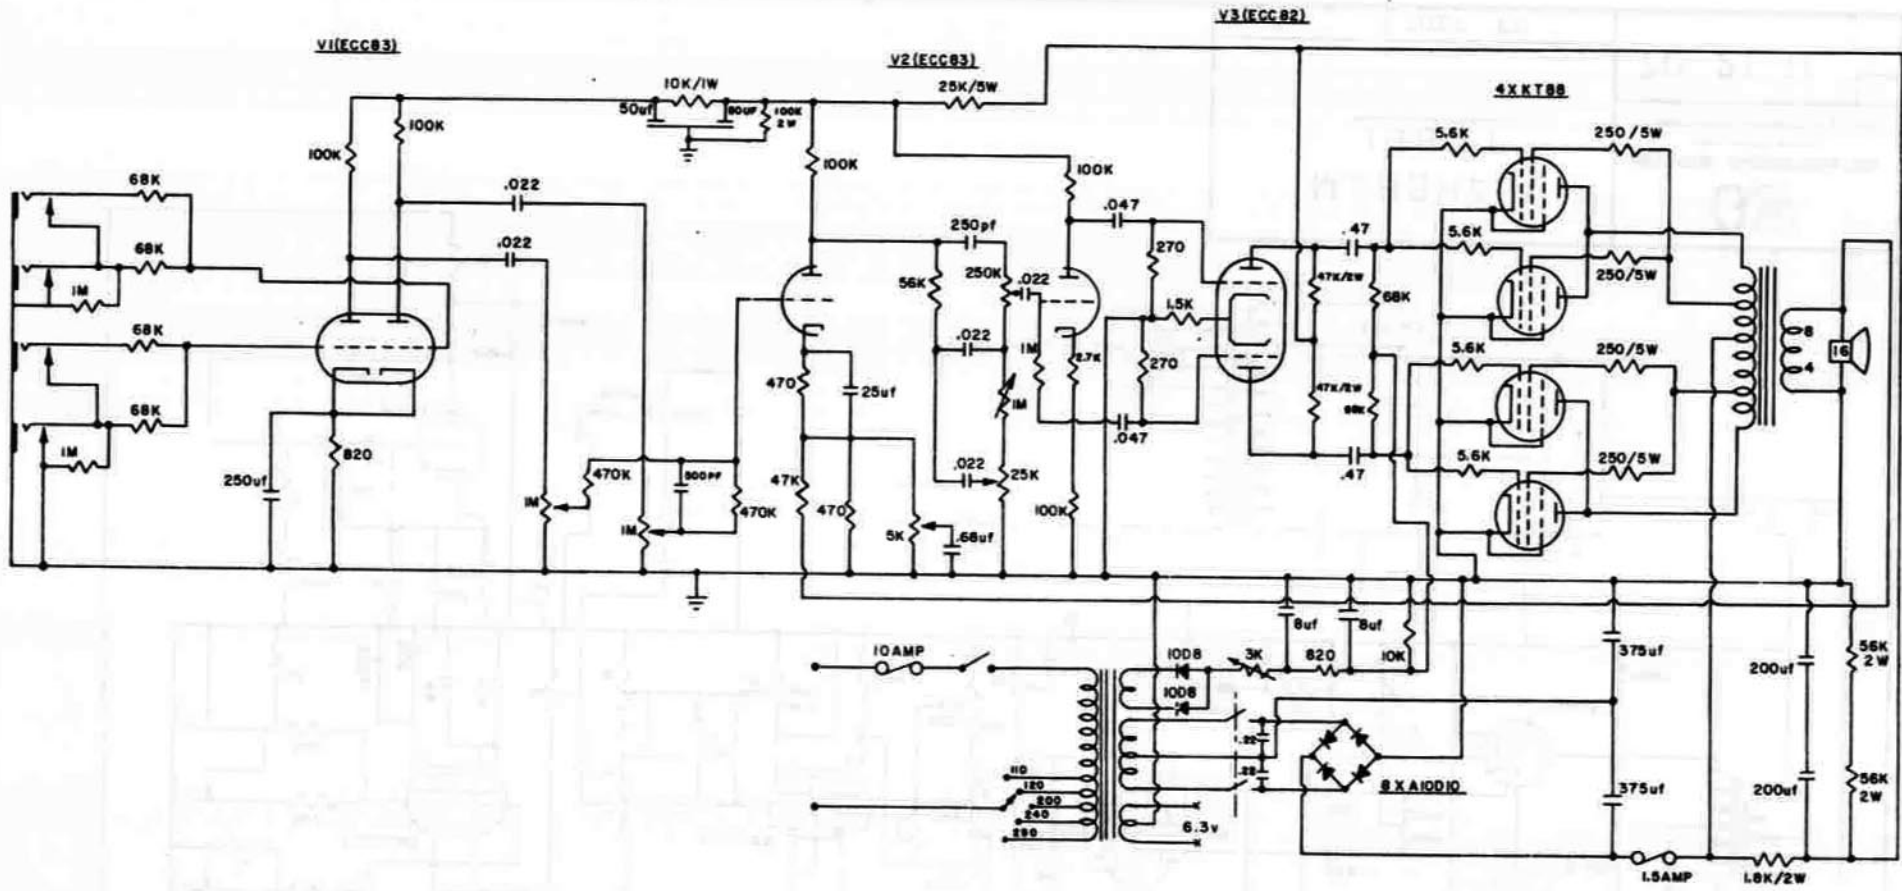 V1(ECC83)
V2(ECC83)
V3(ECC82)
4XKT88
100K
100K
10K/1W
50uf
50UF
100K
2W
25K/5W
68K
68K
1M
68K
68K
1M
.022
.022
250uf
820
1M
470K
1M
500PF
470K
100K
250pf
56K
250K
.022
.022
1M
.022
25K
470
25uf
47K
470
5K
.68uf
100K
1M
2.7K
100K
.047
270
1.5K
270
.047
.47
47K/2W
68K
47K/2W
68K
.47
5.6K
250/5W
5.6K
250/5W
5.6K
250/5W
5.6K
250/5W
8
16
4
10AMP
110
120
200
240
290
10D8
10D8
3K
820
8uf
8uf
10K
.22
.22
6.3v
8XA10D10
375uf
375uf
200uf
200uf
56K
2W
56K
2W
1.5AMP
1.8K/2W